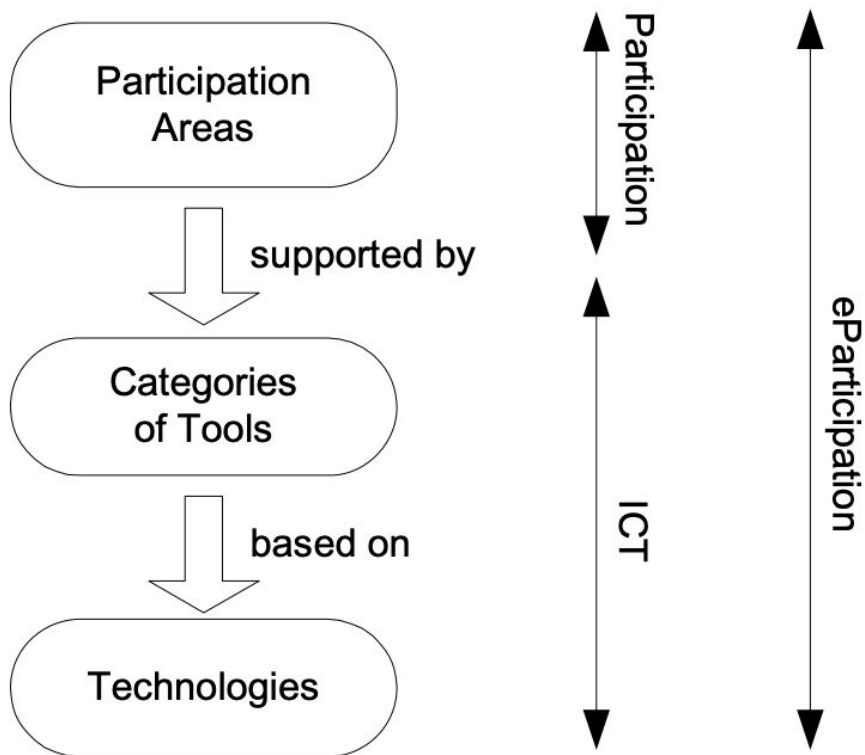 Participation
Areas
supported by
Categories
of Tools
based on
Technologies
Participation
ICT
eParticipation